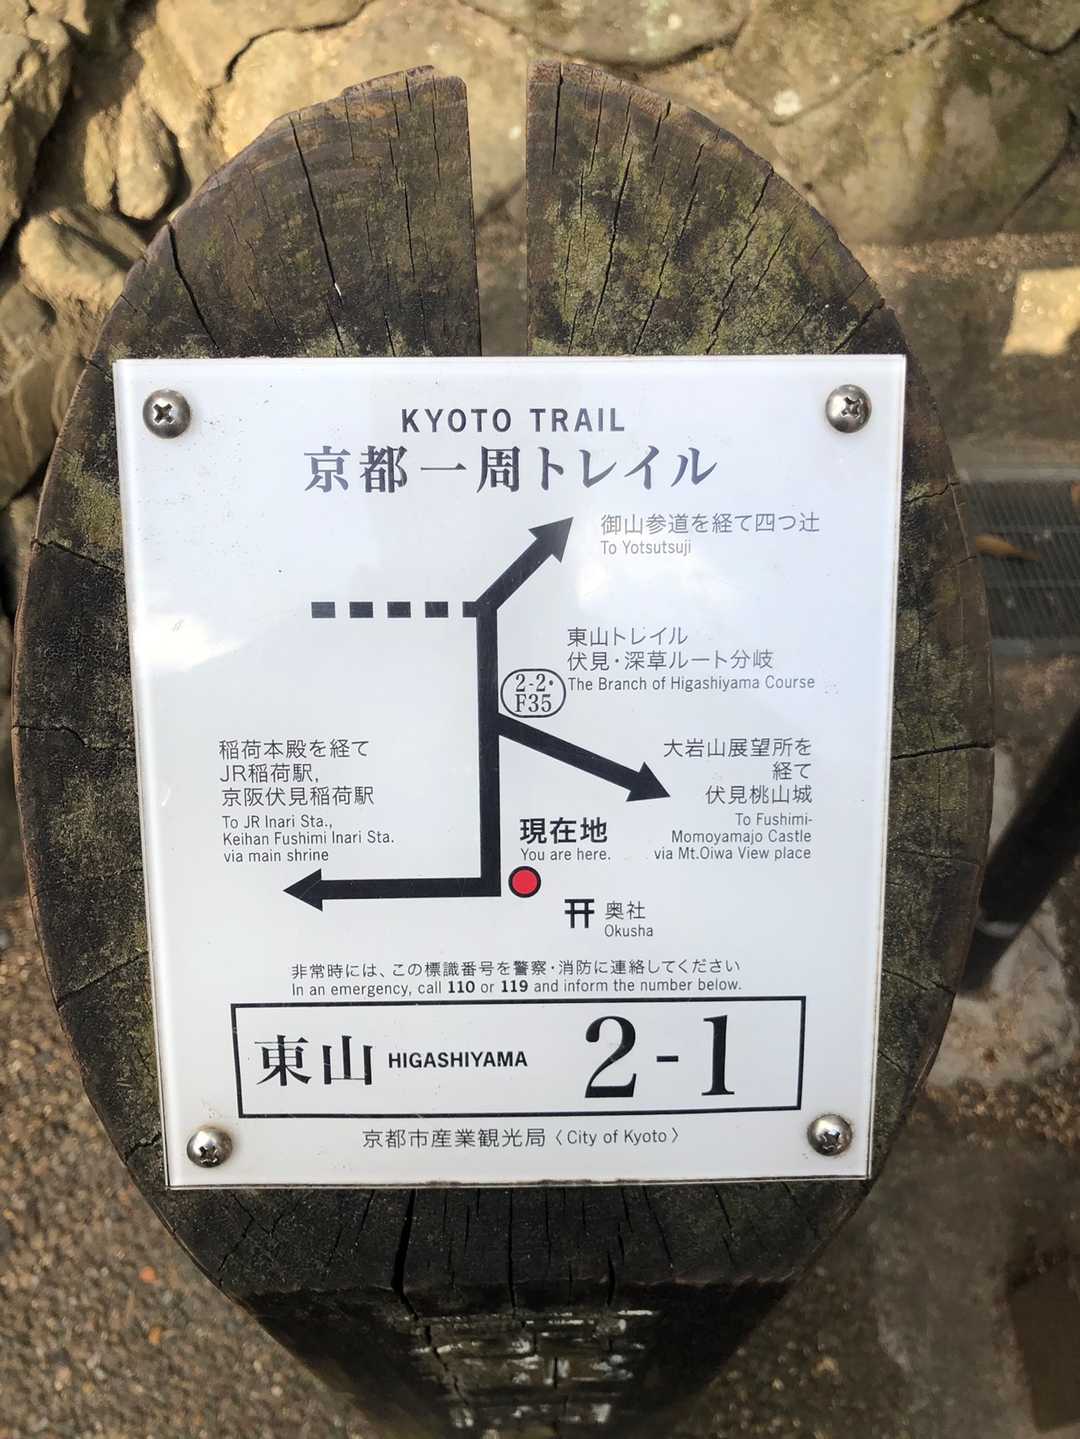 KYOTO TRAIL
京都一周トレイル
御山参道を経て四つ辻
To Yotsutsuji
東山トレイル
伏見・深草ルート分岐
The Branch of Higashiyama Course
2-2・
F35
稲荷本殿を経て
JR稲荷駅,
京阪伏見稲荷駅
To JR Inari Sta.,
Keihan Fushimi Inari Sta.
via main shrine
大岩山展望所を
経て
伏見桃山城
To Fushimi-
Momoyamajo Castle
via Mt.Oiwa View place
現在地
You are here.
奥社
Okusha
非常時には、この標識番号を警察・消防に連絡してください
In an emergency, call 110 or 119 and inform the number below.
東山 HIGASHIYAMA 2-1
京都市産業観光局〈City of Kyoto〉